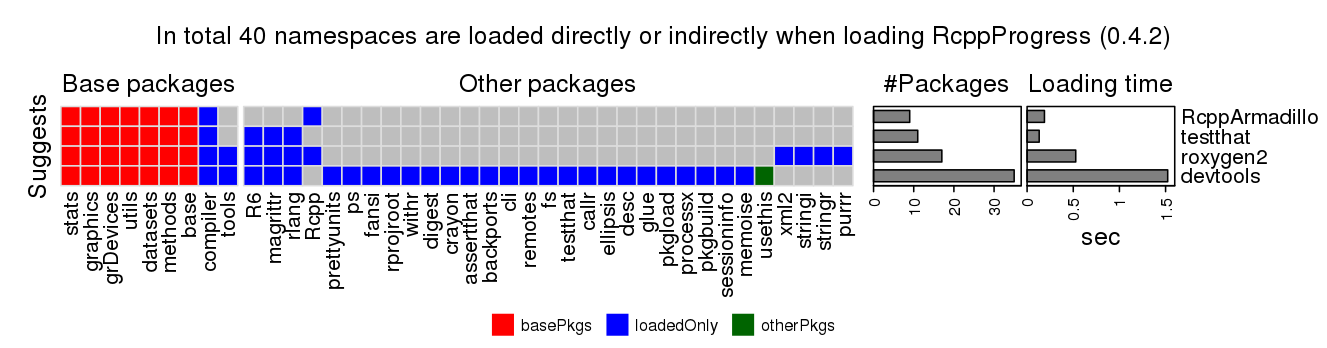 In total 40 namespaces are loaded directly or indirectly when loading RcppProgress (0.4.2)
Base packages
Other packages
#Packages
Loading time
Suggests
RcppArmadillo
testthat
roxygen2
devtools
stats
graphics
grDevices
utils
datasets
methods
base
compiler
tools
R6
magrittr
rlang
Rcpp
prettyunits
ps
fansi
rprojroot
withr
digest
crayon
assertthat
backports
cli
remotes
fs
testthat
callr
ellipsis
desc
glue
pkgload
processx
pkgbuild
sessioninfo
memoise
usethis
xml2
stringi
stringr
purrr
0
10
20
30
0
0.5
1
1.5
sec
basePkgs
loadedOnly
otherPkgs